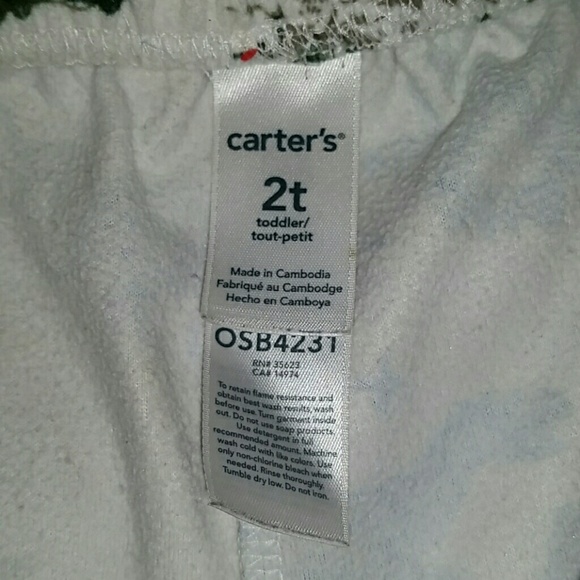 carter's®
2t
toddler/
tout-petit
Made in Cambodia
Fabriqué au Cambodge
Hecho en Camboya
OSB4231
RN# 35623
CA# 14974
To retain flame resistance and
obtain best wash results, wash
before use. Turn garment inside
out. Do not use soap products.
Use detergent in full
recommended amount. Machine
wash cold with like colors. Use
only non-chlorine bleach when
needed. Rinse thoroughly.
Tumble dry low. Do not iron.